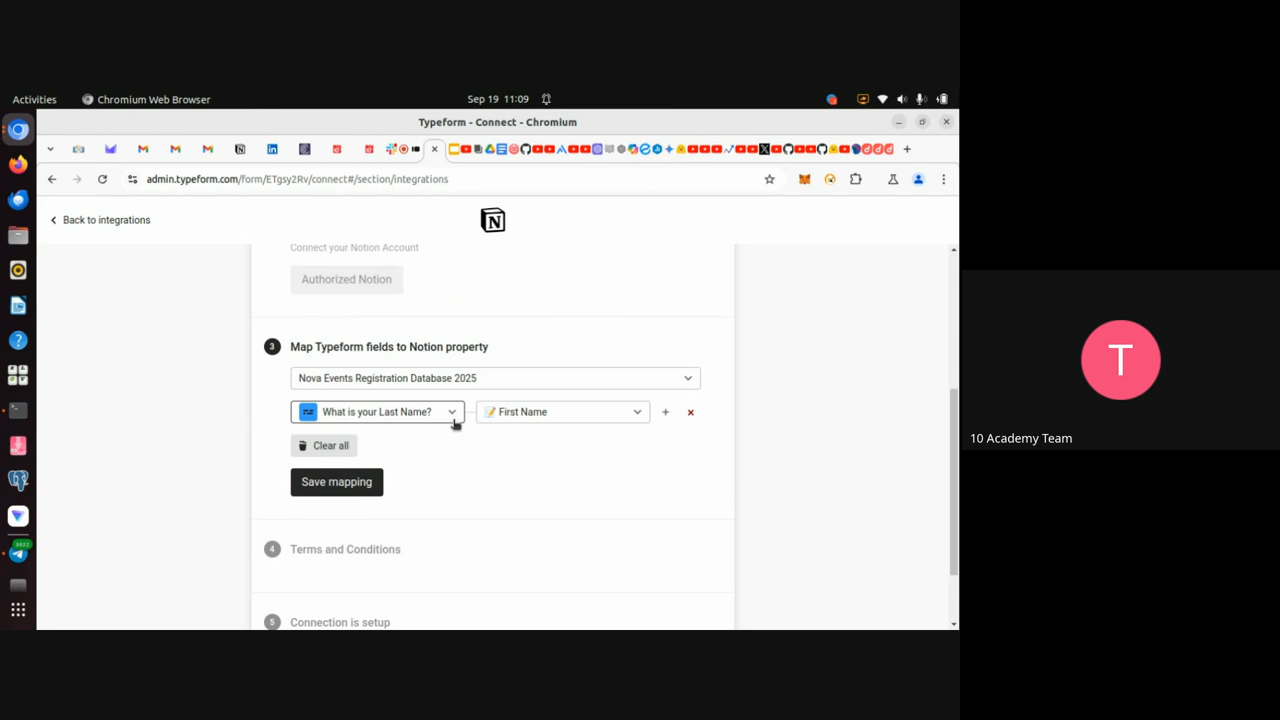 Activities
Chromium Web Browser
Sep 19 11:09
Typeform - Connect - Chromium
admin.typeform.com/form/ETgsy2Rv/connect#/section/integrations
Back to integrations
N
Connect your Notion Account
Authorized Notion
3 Map Typeform fields to Notion property
Nova Events Registration Database 2025
What is your Last Name?
First Name
Clear all
Save mapping
4 Terms and Conditions
5 Connection is setup
T
10 Academy Team